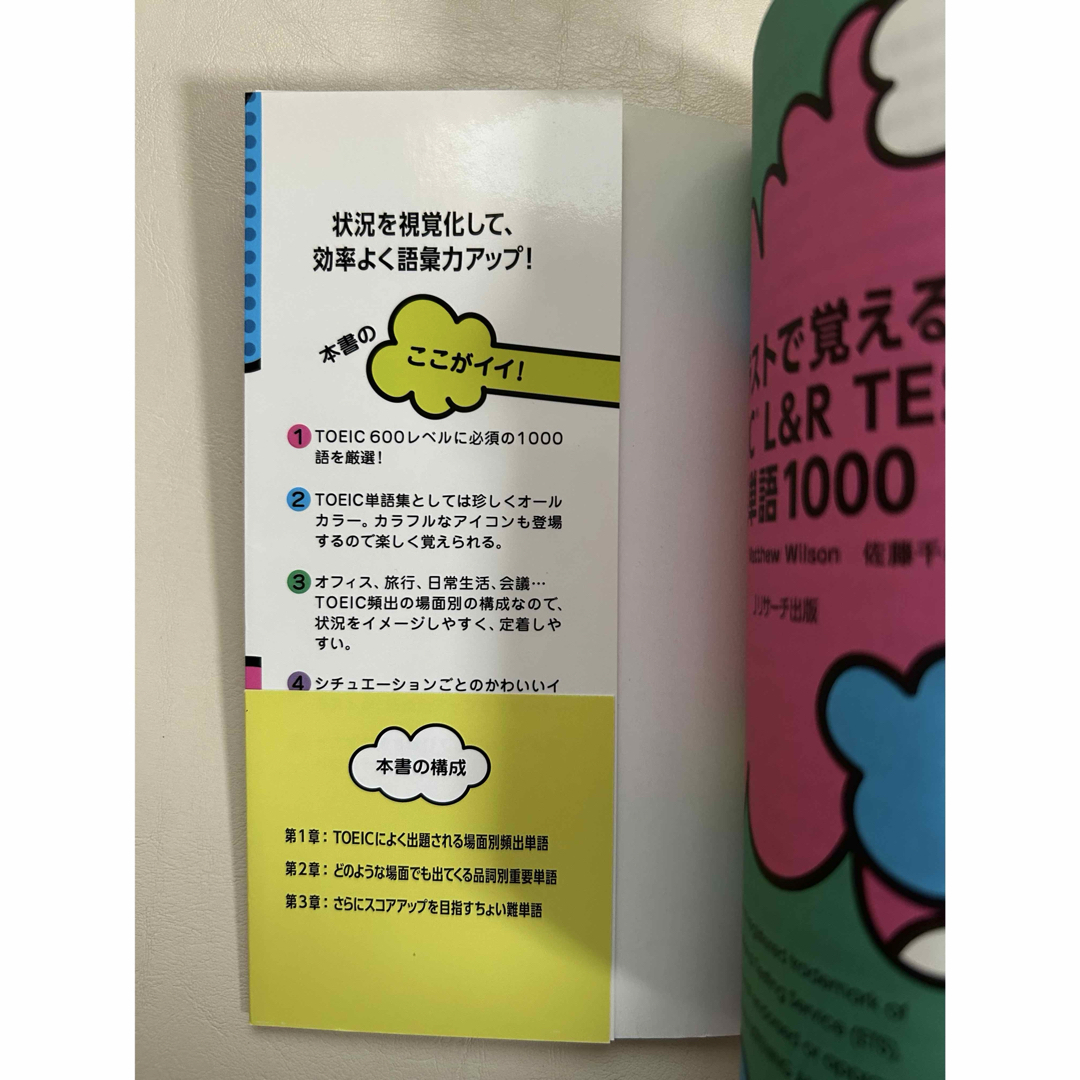 状況を視覚化して、
効率よく語彙力アップ!
本書の
ここがイイ!
1 TOEIC 600レベルに必須の1000
語を厳選!
2 TOEIC単語集としては珍しくオール
カラー。カラフルなアイコンも登場
するので楽しく覚えられる。
3 オフィス、旅行、日常生活、会議…
TOEIC頻出の場面別の構成なので、
状況をイメージしやすく、定着しや
すい。
4 シチュエーションごとのかわいいイ
本書の構成
第1章:TOEICによく出題される場面別頻出単語
第2章:どのような場面でも出てくる品詞別重要単語
第3章:さらにスコアアップを目指すちょい難単語
ストで覚える
L&R TES
単語1000
Matthew Wilson 佐藤千
Jリサーチ出版
trademark of
Testing Service (ETS).